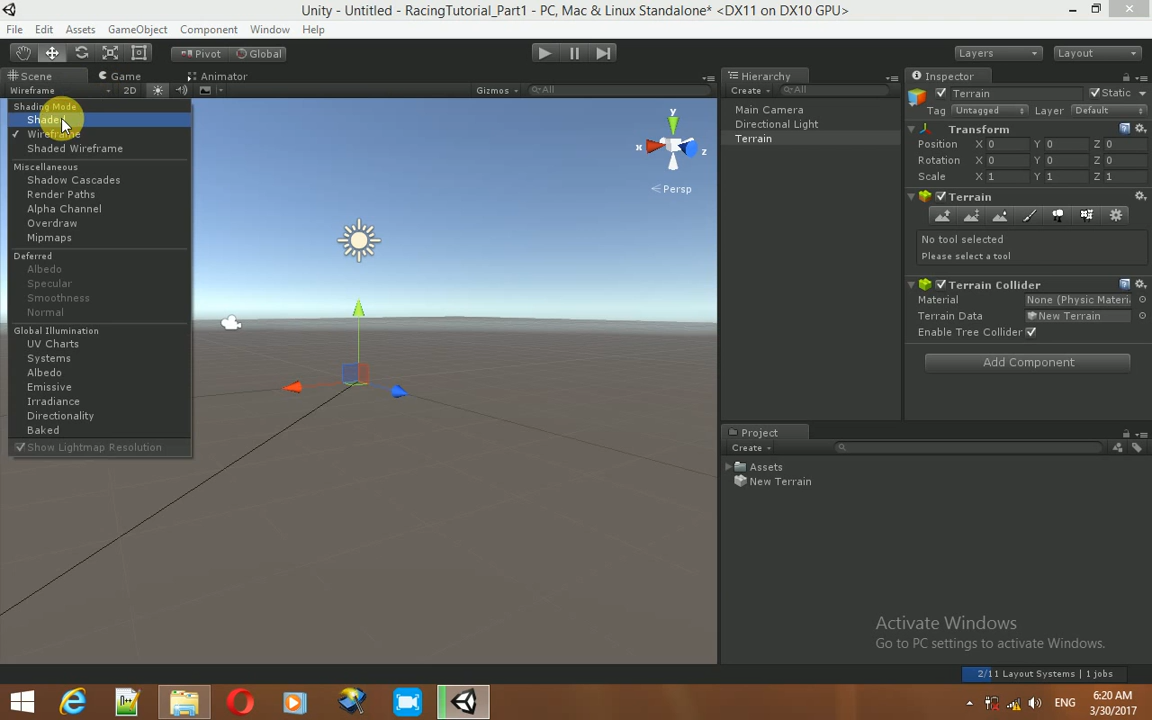 Unity - Untitled - RacingTutorial_Part1 - PC, Mac & Linux Standalone* <DX11 on DX10 GPU>
File Edit Assets GameObject Component Window Help
Pivot Global Layers Layout
Scene Game Animator
Wireframe 2D Gizmos All
Shading Mode
Shaded
Wireframe
Shaded Wireframe
Miscellaneous
Shadow Cascades
Render Paths
Alpha Channel
Overdraw
Mipmaps
Deferred
Albedo
Specular
Smoothness
Normal
Global Illumination
UV Charts
Systems
Albedo
Emissive
Irradiance
Directionality
Baked
Show Lightmap Resolution
y
x z
Persp
Hierarchy
Create All
Main Camera
Directional Light
Terrain
Inspector
Terrain Static
Tag Untagged Layer Default
Transform
Position X 0 Y 0 Z 0
Rotation X 0 Y 0 Z 0
Scale X 1 Y 1 Z 1
Terrain
No tool selected
Please select a tool
Terrain Collider
Material None (Physic Materi
Terrain Data New Terrain
Enable Tree Collider
Add Component
Project
Create
Assets
New Terrain
Activate Windows
Go to PC settings to activate Windows.
2/11 Layout Systems | 1 jobs
ENG
6:20 AM
3/30/2017